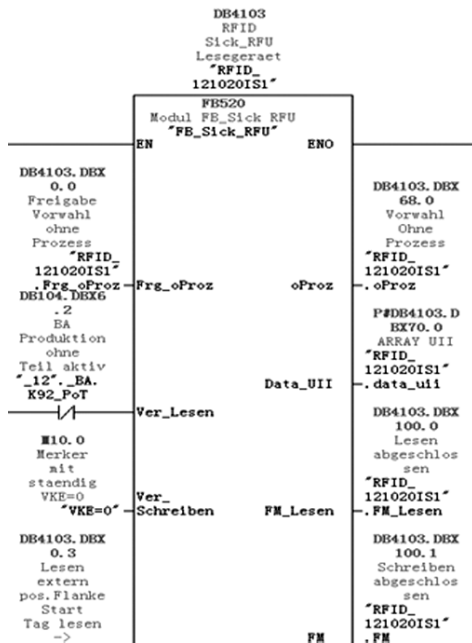 DB4103
RFID
Sick_RFU
Lesegeraet
"RFID_
121020IS1"
FB520
Modul FB_Sick RFU
"FB_Sick_RFU"
EN
ENO
DB4103.DBX
0.0
Freigabe
Vorwahl
ohne
Prozess
"RFID_
121020IS1"
.Frg_oProz
Frg_oProz
DB104.DBX6
.2
BA
Produktion
ohne
Teil aktiv
"_12"._BA.
K92_PoT
Ver_Lesen
M10.0
Merker
mit
staendig
VKE=0
"VKE=0"
Ver_
Schreiben
DB4103.DBX
0.3
Lesen
extern
pos.Flanke
Start
Tag lesen
->
DB4103.DBX
68.0
Vorwahl
Ohne
Prozess
"RFID_
121020IS1"
oProz
.oProz
P#DB4103.D
BX70.0
ARRAY UII
"RFID_
121020IS1"
Data_UII
.data_uii
DB4103.DBX
100.0
Lesen
abgeschlos
sen
"RFID_
121020IS1"
FM_Lesen
.FM_Lesen
DB4103.DBX
100.1
Schreiben
abgeschlos
sen
"RFID_
121020IS1"
FM
.FM